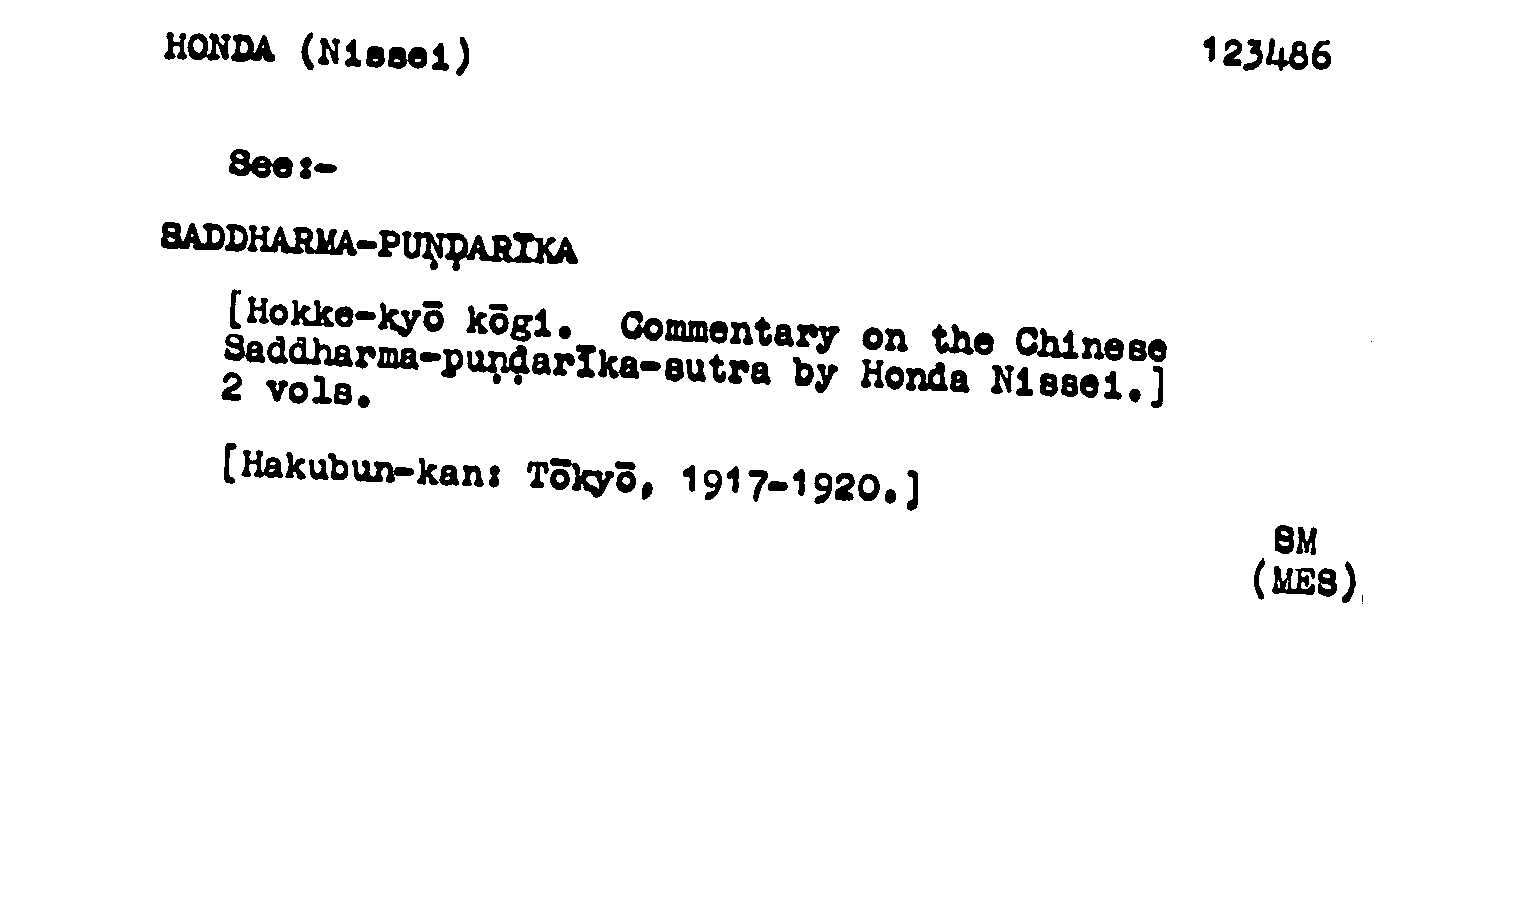 HONDA (Nissei) 123486
See:-
SADDHARMA-PUṆḌARĪKA
[Hokke-kyō kōgi. Commentary on the Chinese
Saddharma-puṇḍarīka-sutra by Honda Nissei.]
2 vols.
[Hakubun-kan: Tōkyō, 1917-1920.]
SM
(MES)